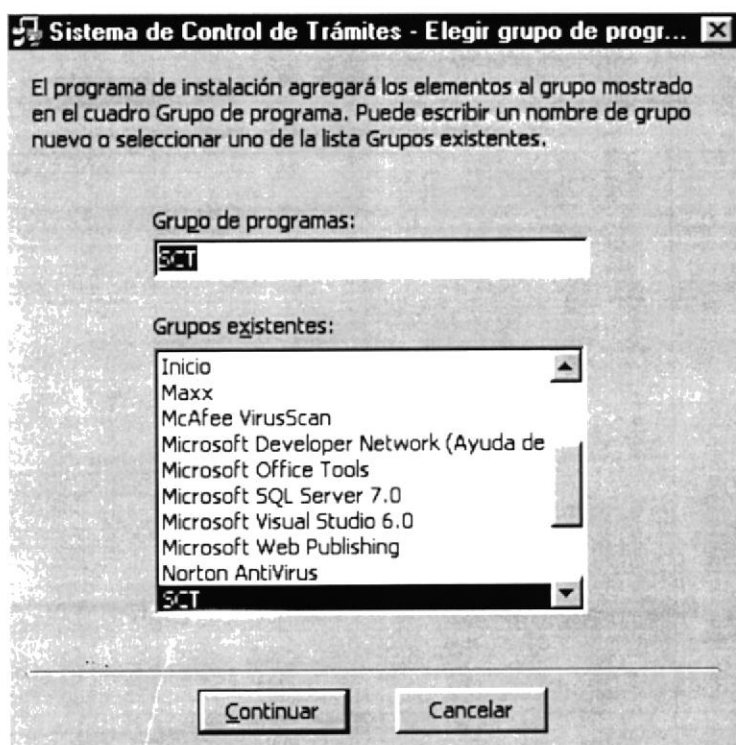 Sistema de Control de Trámites - Elegir grupo de progr...
El programa de instalación agregará los elementos al grupo mostrado
en el cuadro Grupo de programa. Puede escribir un nombre de grupo
nuevo o seleccionar uno de la lista Grupos existentes.
Grupo de programas:
SCT
Grupos existentes:
Inicio
Maxx
McAfee VirusScan
Microsoft Developer Network (Ayuda de
Microsoft Office Tools
Microsoft SQL Server 7.0
Microsoft Visual Studio 6.0
Microsoft Web Publishing
Norton AntiVirus
SCT
Continuar Cancelar